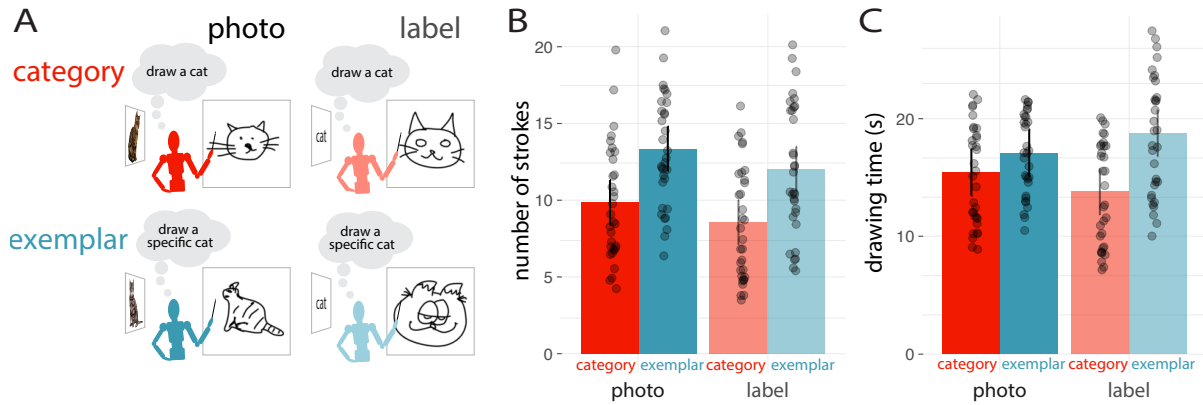 A
photo
label
category
draw a cat
draw a cat
cat
exemplar
draw a
specific cat
draw a
specific cat
cat
B
number of strokes
20
15
10
5
0
category
exemplar
category
exemplar
photo
label
C
drawing time (s)
20
10
0
category
exemplar
category
exemplar
photo
label